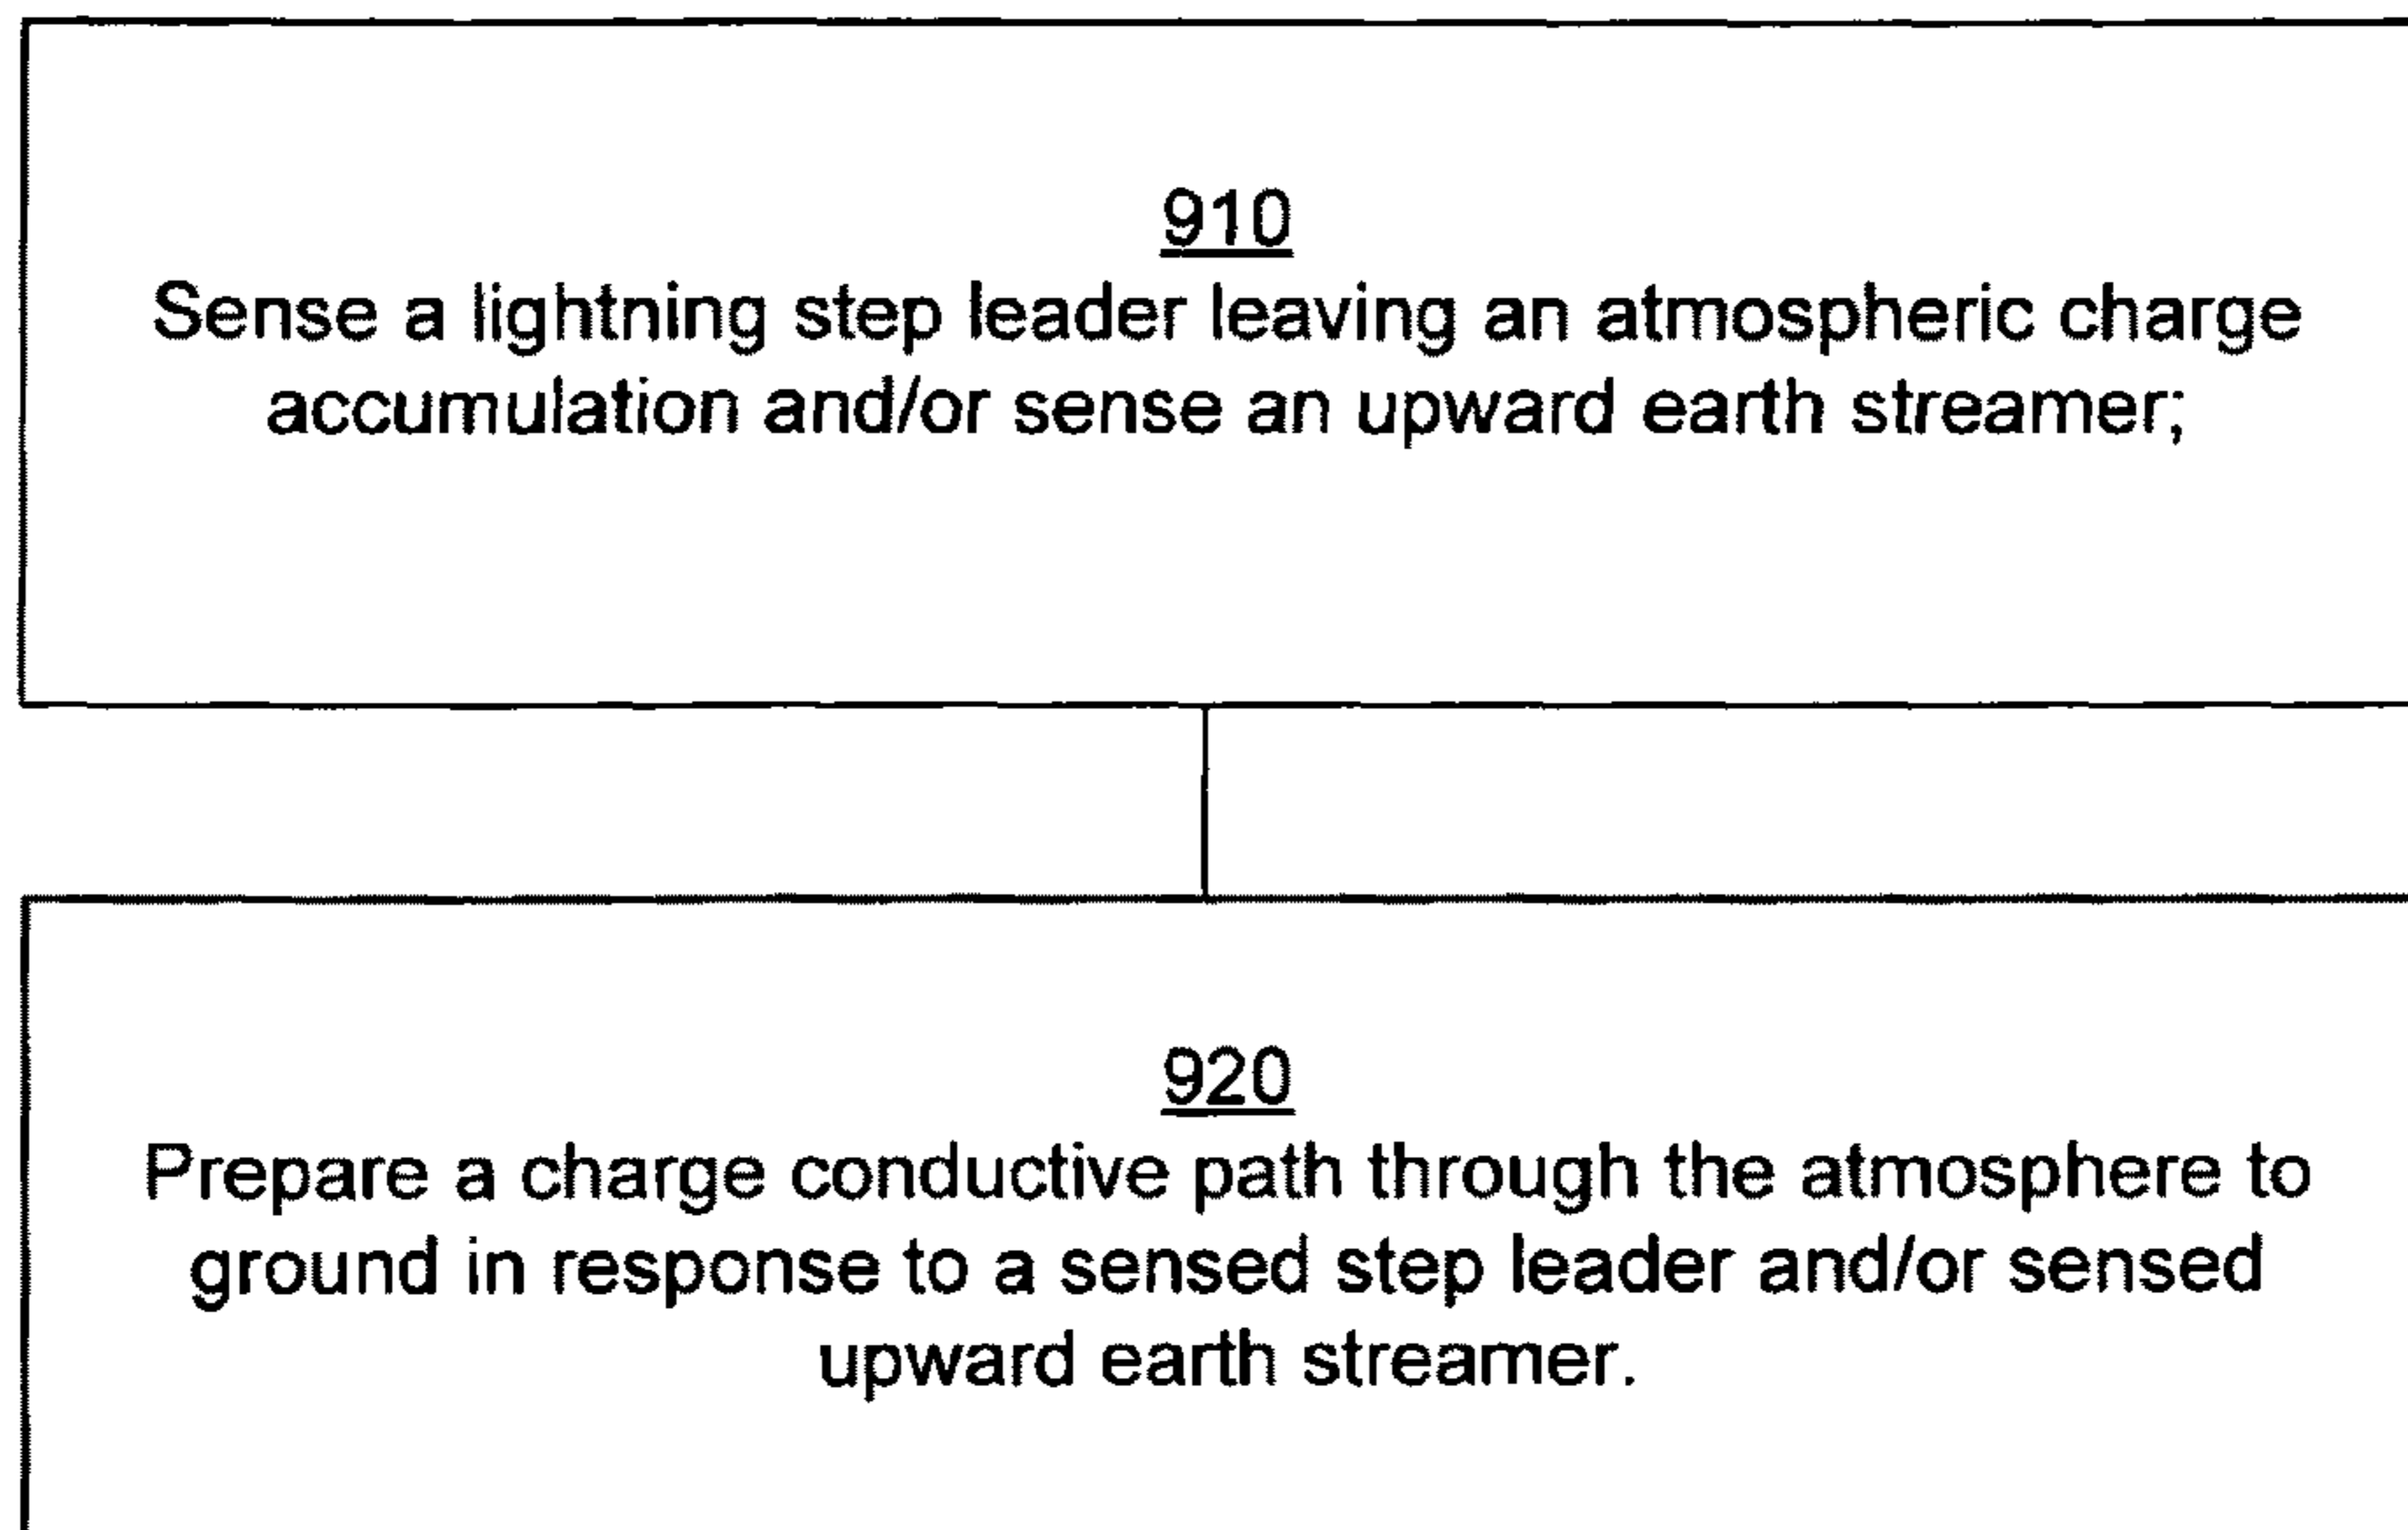 910
Sense a lightning step leader leaving an atmospheric charge
accumulation and/or sense an upward earth streamer;
920
Prepare a charge conductive path through the atmosphere to
ground in response to a sensed step leader and/or sensed
upward earth streamer.